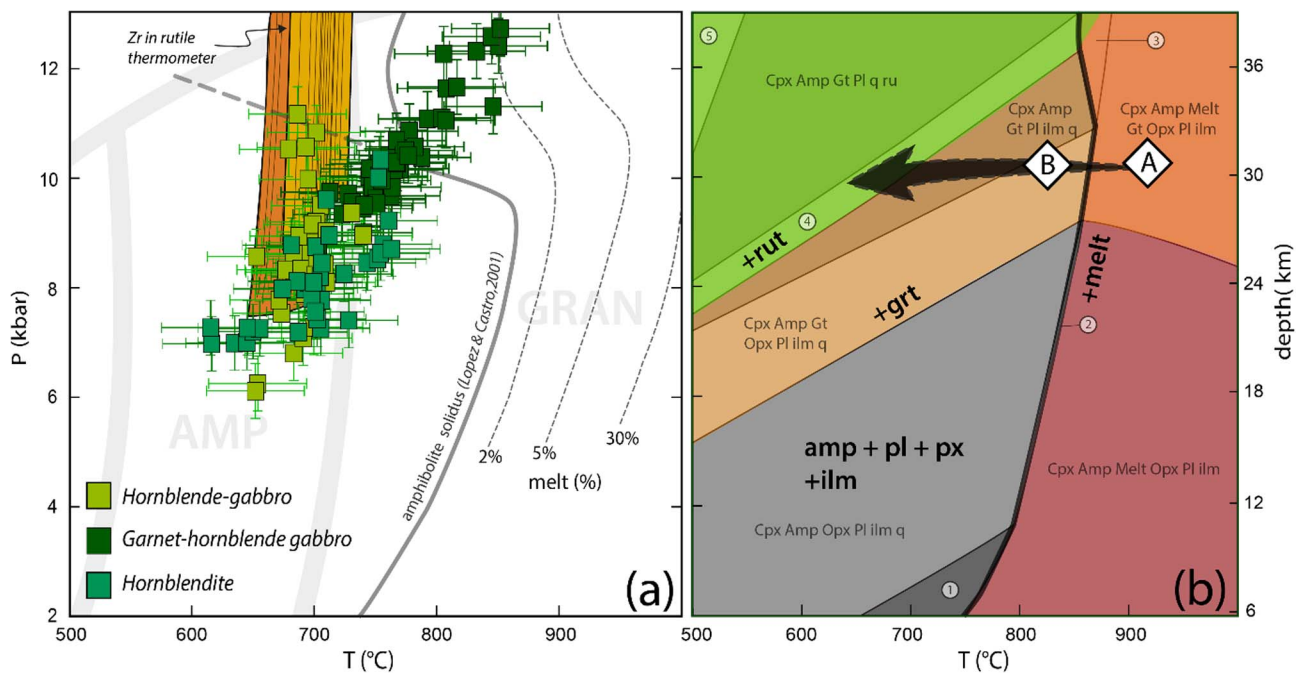 Zr in rutile
thermometer
12
10
8
6
4
2
P (kbar)
500
600
700
800
900
T (°C)
AMP
GRAN
amphibolite solidus (Lopez & Castro,2001)
2%
5%
30%
melt (%)
Hornblende-gabbro
Garnet-hornblende gabbro
Hornblendite
(a)
5
Cpx Amp Gt Pl q ru
3
Cpx Amp
Gt Pl ilm q
Cpx Amp Melt
Gt Opx Pl ilm
B
A
4
+rut
+grt
+melt
2
Cpx Amp Gt
Opx Pl ilm q
amp + pl + px
+ilm
Cpx Amp Melt Opx Pl ilm
Cpx Amp Opx Pl ilm q
1
(b)
36
30
24
18
12
6
depth( km)
500
600
700
800
900
T (°C)